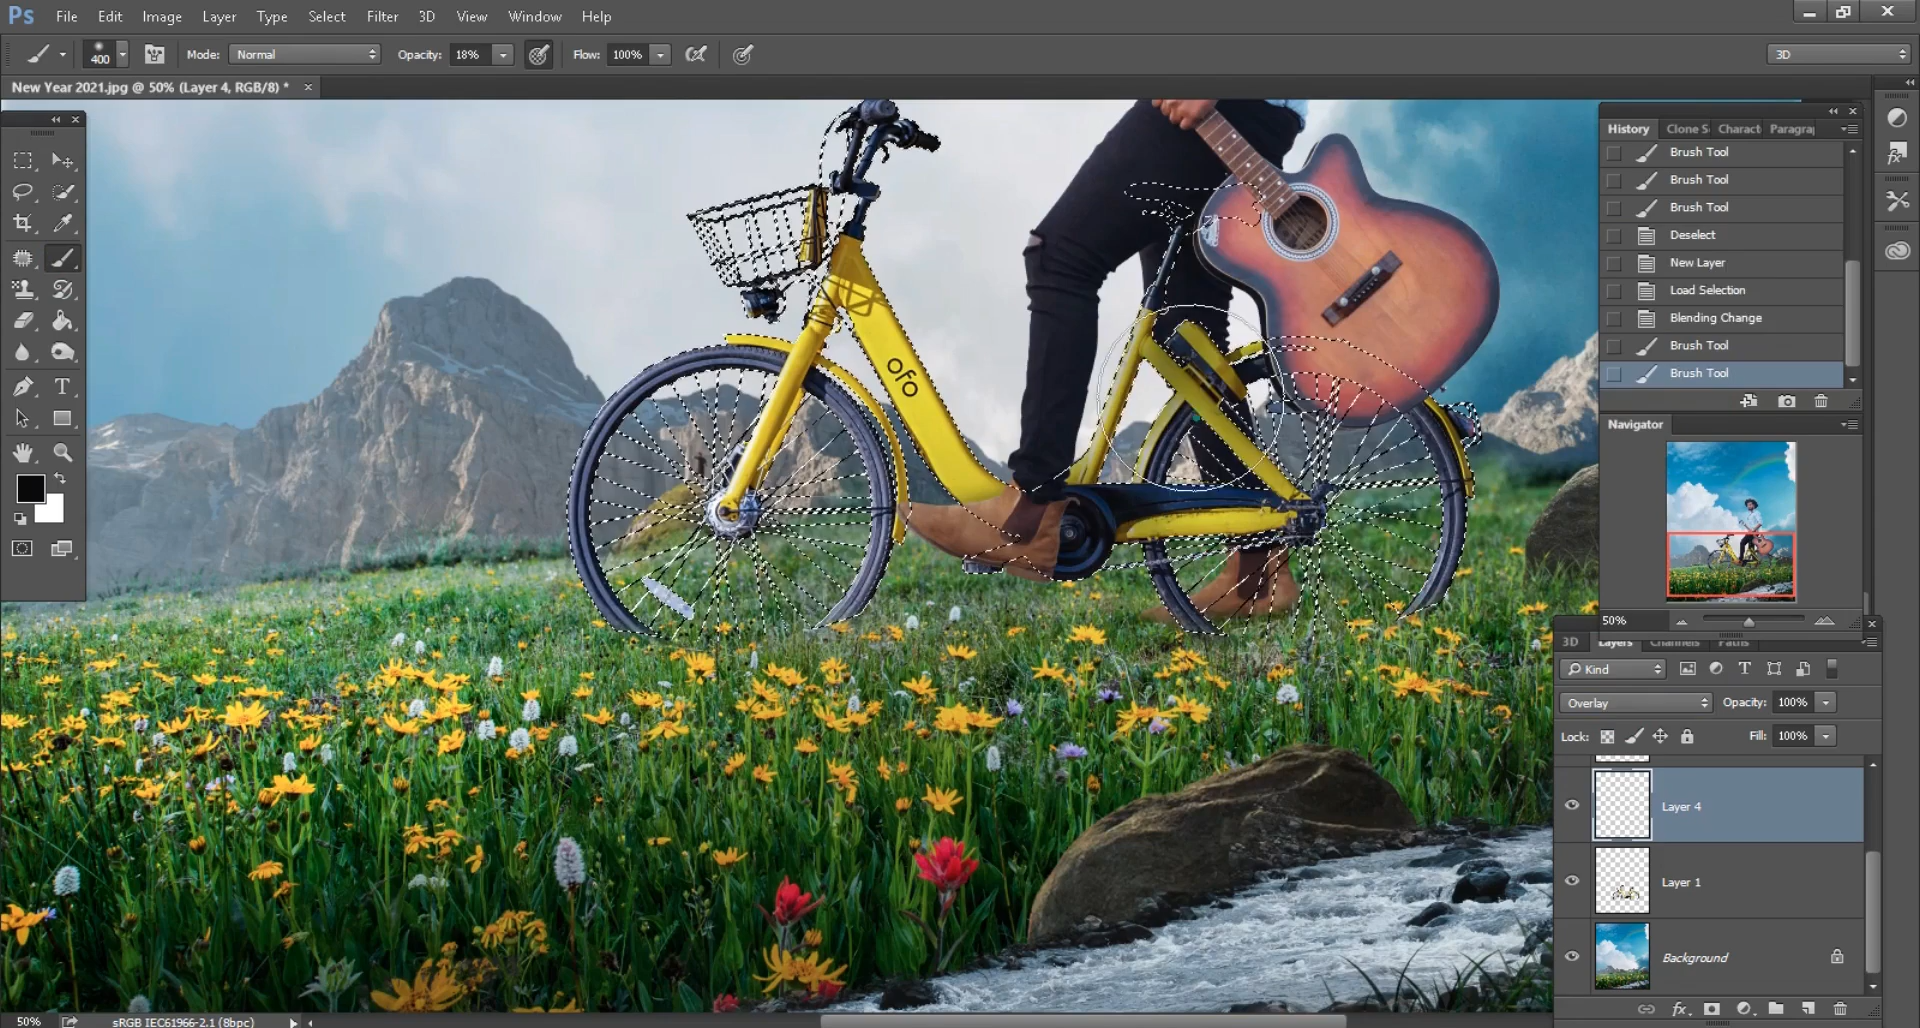 Ps File Edit Image Layer Type Select Filter 3D View Window Help
400 Mode: Normal Opacity: 18% Flow: 100% 3D
New Year 2021.jpg @ 50% (Layer 4, RGB/8) * ×
History Clone S Charact Paragraj
Brush Tool
Brush Tool
Brush Tool
Deselect
New Layer
Load Selection
Blending Change
Brush Tool
Brush Tool
Navigator
ofo
50%
3D Layers Channels Paths
Kind
Overlay Opacity: 100%
Lock: Fill: 100%
Layer 4
Layer 1
Background
fx
50% sRGB IEC61966-2.1 (8bpc)